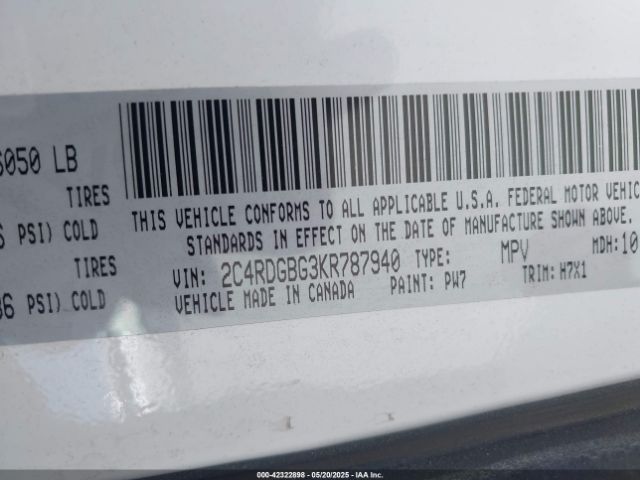 6050 LB
TIRES
PSI) COLD
THIS VEHICLE CONFORMS TO ALL APPLICABLE U.S.A. FEDERAL MOTOR VEHIC
STANDARDS IN EFFECT ON THE DATE OF MANUFACTURE SHOWN ABOVE.
TIRES
VIN: 2C4RDGBG3KR787940 TYPE: MPV MDH: 10
36 PSI) COLD
VEHICLE MADE IN CANADA PAINT: PW7 TRIM: H7X1
000-42322898 - 05/20/2025 - IAA Inc.